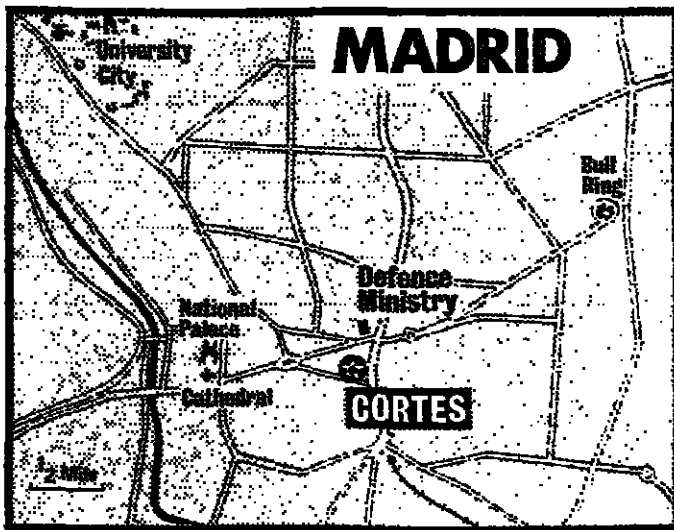 MADRID
University
City
Bull
Ring
Defence
Ministry
National
Palace
Cathedral
CORTES
½ Mile